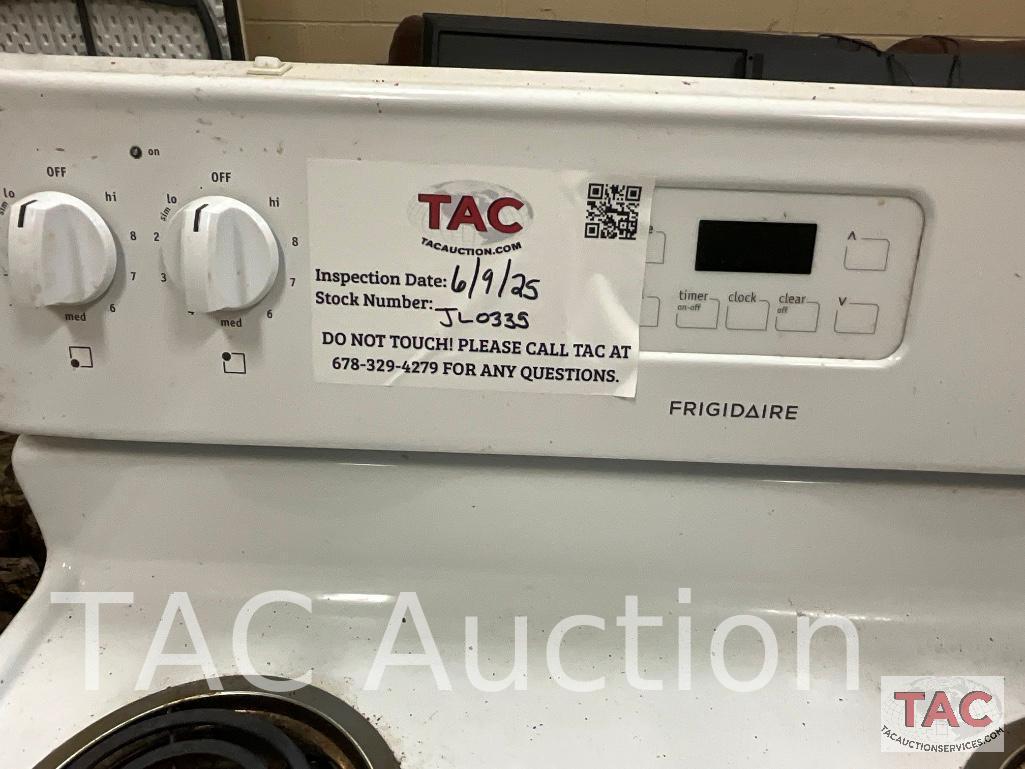 on
OFF
OFF
lo
hi
lo
hi
sim
sim
8
2
8
7
3
7
6
6
med
med
TAC
TACAUCTION.COM
Inspection Date: 6/9/25
Stock Number: JL0335
DO NOT TOUCH! PLEASE CALL TAC AT
678-329-4279 FOR ANY QUESTIONS.
^
timer
on-off
clock
clear
off
v
FRIGIDAIRE
TAC Auction
TAC
TACAUCTIONSERVICES.COM